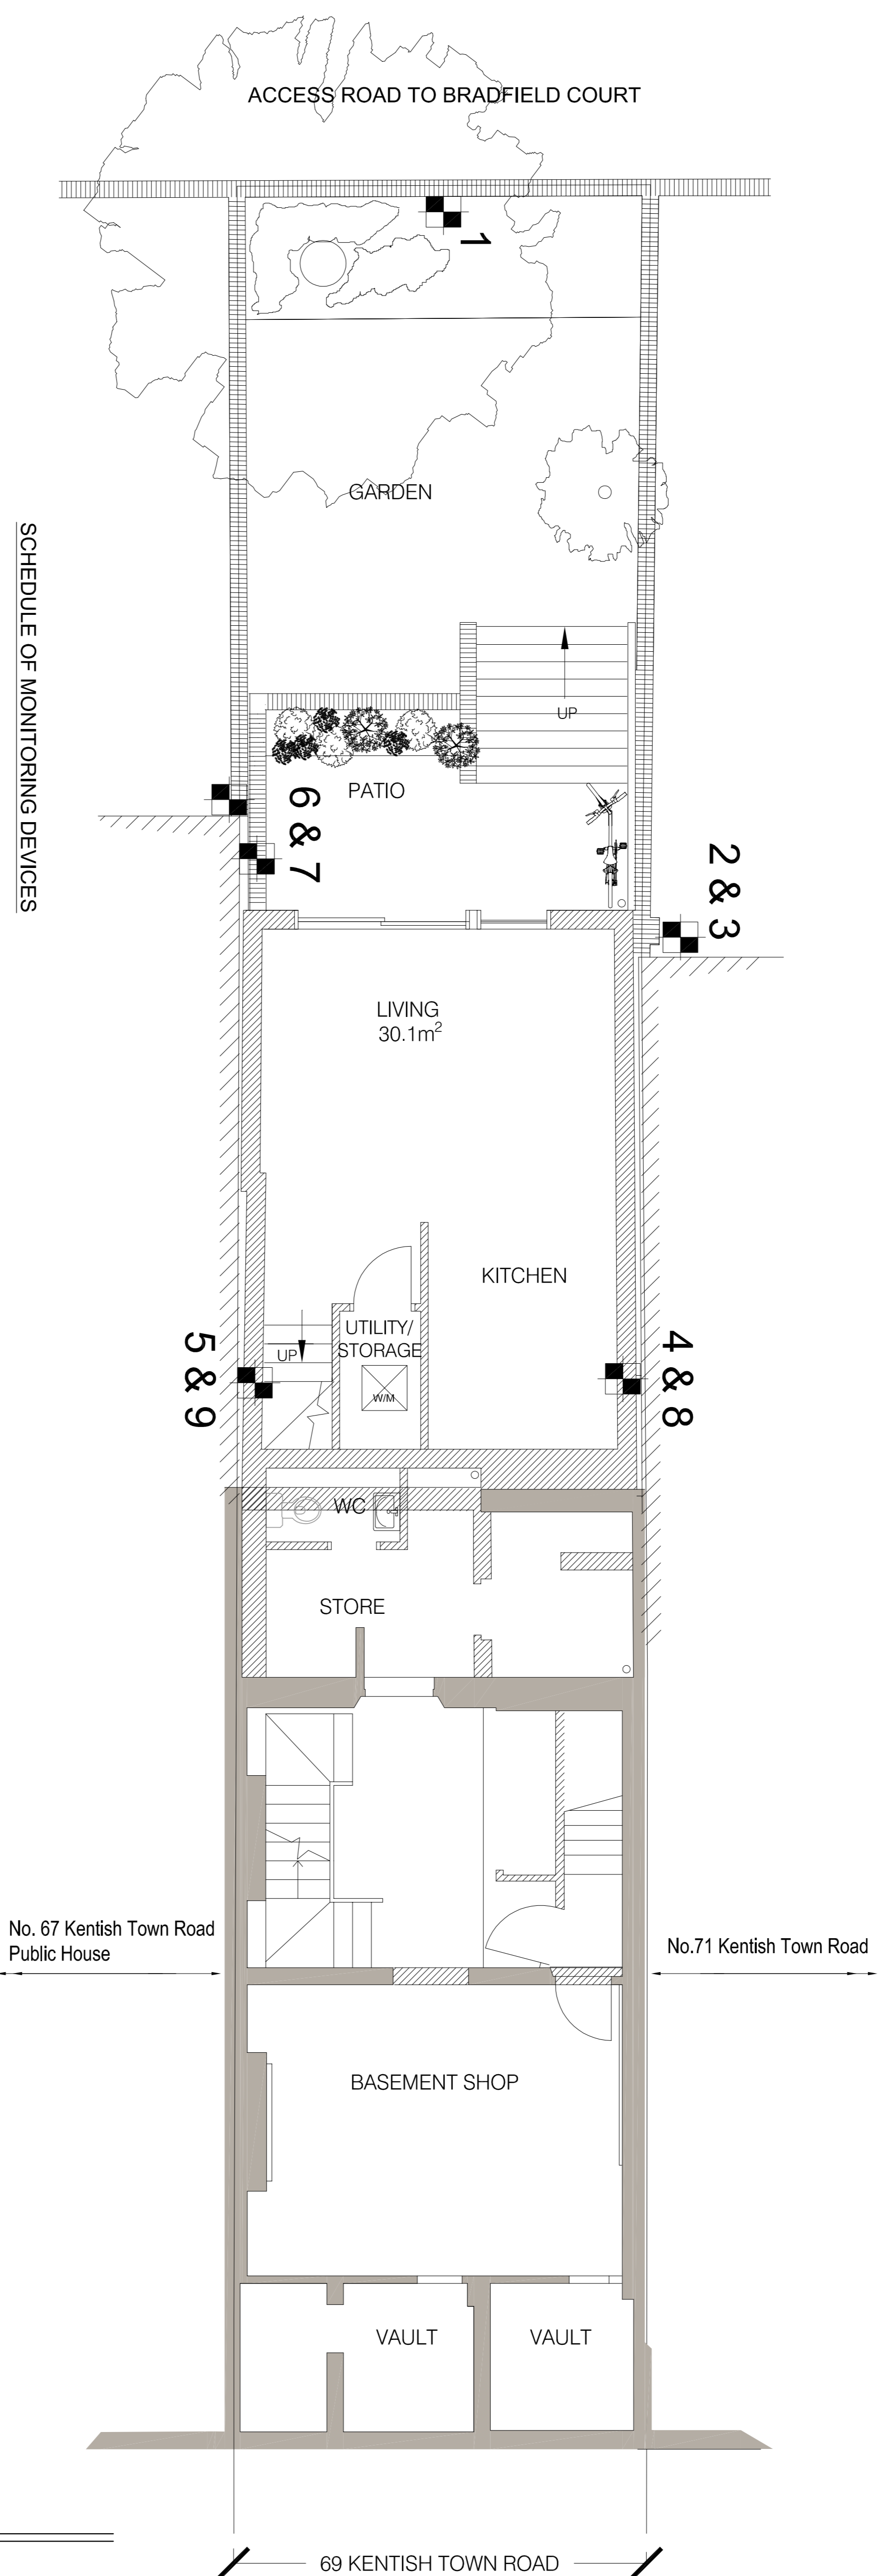 ACCESS ROAD TO BRADFIELD COURT
1
GARDEN
SCHEDULE OF MONITORING DEVICES
UP
PATIO
6 & 7
2 & 3
LIVING
30.1m²
KITCHEN
UTILITY/
STORAGE
UP
W/M
5 & 9
4 & 8
WC
STORE
No. 67 Kentish Town Road
Public House
No.71 Kentish Town Road
BASEMENT SHOP
VAULT
VAULT
69 KENTISH TOWN ROAD